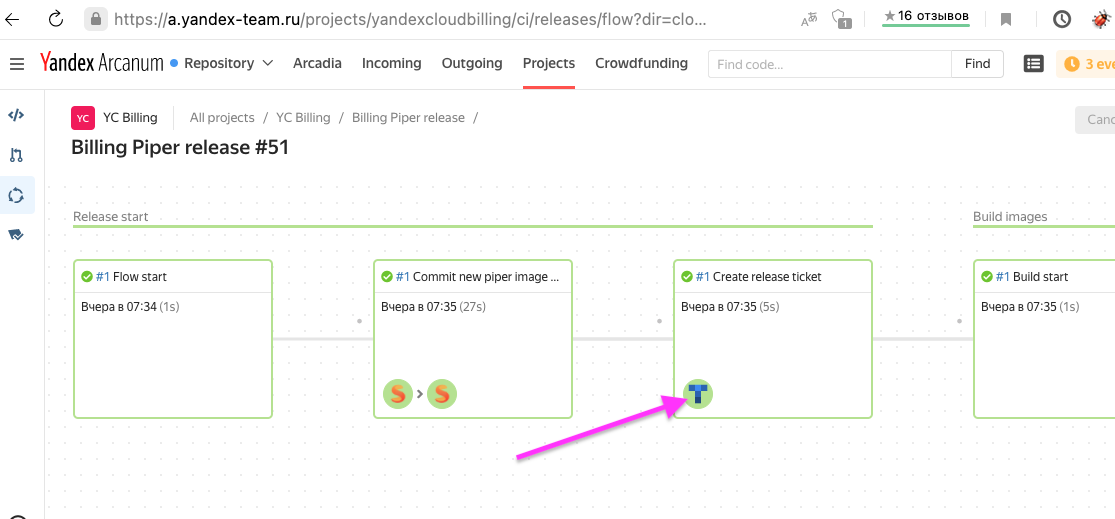 https://a.yandex-team.ru/projects/yandexcloudbilling/ci/releases/flow?dir=clo...
1
★16 отзывов
Yandex Arcanum
Repository
Arcadia
Incoming
Outgoing
Projects
Crowdfunding
Find code...
Find
3 eve
YC
YC Billing
All projects / YC Billing / Billing Piper release /
Canc
Billing Piper release #51
Release start
Build images
#1 Flow start
Вчера в 07:34 (1s)
#1 Commit new piper image ...
Вчера в 07:35 (27s)
S > S
#1 Create release ticket
Вчера в 07:35 (5s)
T
#1 Build start
Вчера в 07:35 (1s)